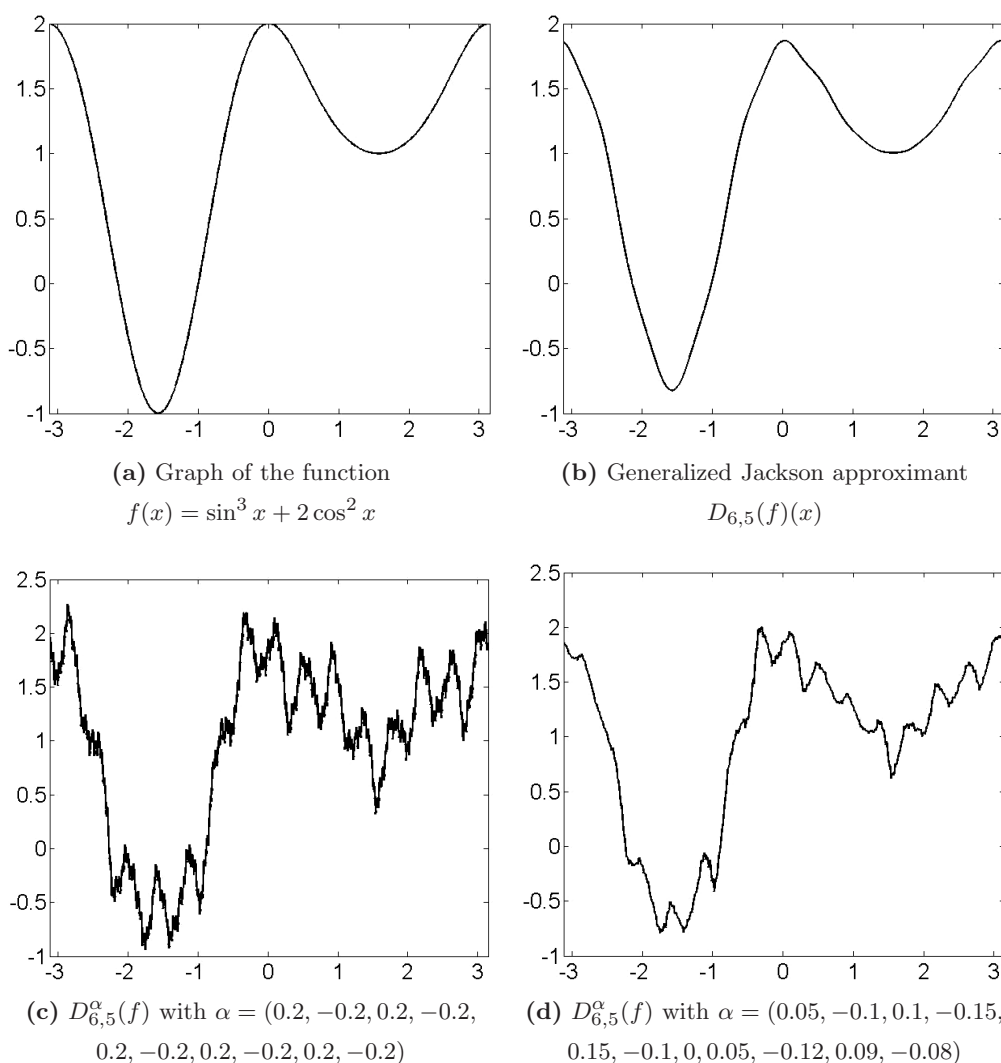 2
1.5
1
0.5
0
-0.5
-1
-3 -2 -1 0 1 2 3
(a) Graph of the function
f(x) = sin³ x + 2 cos² x
2
1.5
1
0.5
0
-0.5
-1
-3 -2 -1 0 1 2 3
(b) Generalized Jackson approximant
D₆,₅(f)(x)
2.5
2
1.5
1
0.5
0
-0.5
-1
-3 -2 -1 0 1 2 3
(c) D^α_{6,5}(f) with α = (0.2, −0.2, 0.2, −0.2,
0.2, −0.2, 0.2, −0.2, 0.2, −0.2)
2.5
2
1.5
1
0.5
0
-0.5
-1
-3 -2 -1 0 1 2 3
(d) D^α_{6,5}(f) with α = (0.05, −0.1, 0.1, −0.15,
0.15, −0.1, 0, 0.05, −0.12, 0.09, −0.08)